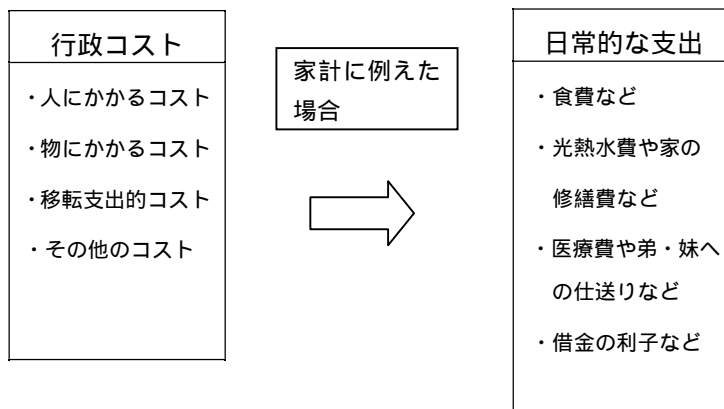 行政コスト
・人にかかるコスト
・物にかかるコスト
・移転支出的コスト
・その他のコスト
家計に例えた
場合
日常的な支出
・食費など
・光熱水費や家の
修繕費など
・医療費や弟・妹へ
の仕送りなど
・借金の利子など